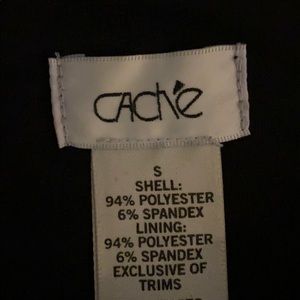 CAChé
S
SHELL:
94% POLYESTER
6% SPANDEX
LINING:
94% POLYESTER
6% SPANDEX
EXCLUSIVE OF
TRIMS